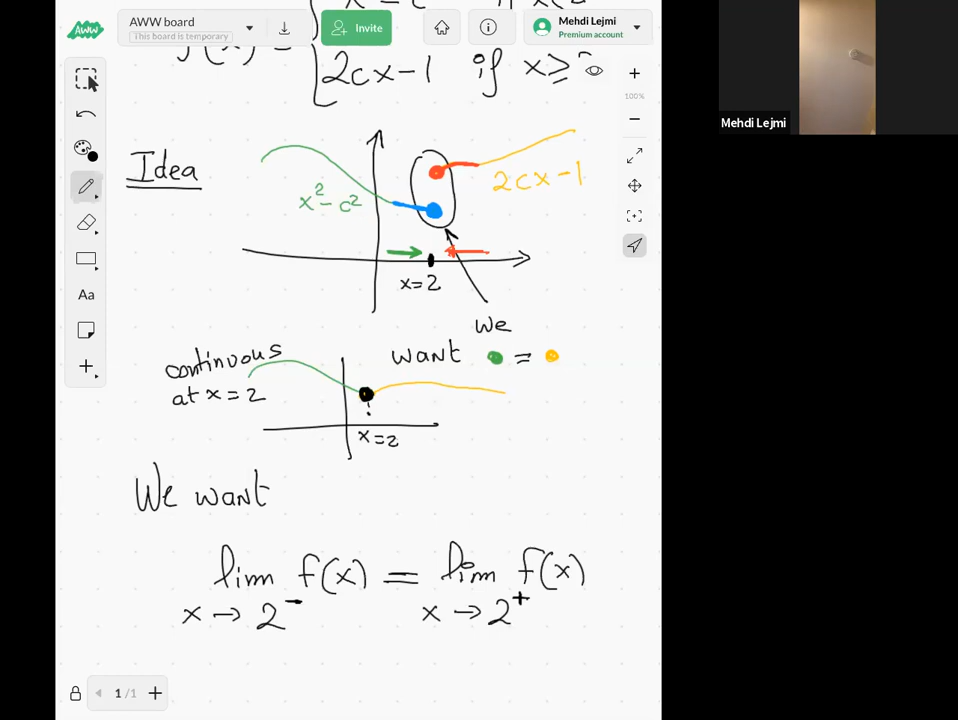 AWW board
This board is temporary
Invite
Mehdi Lejmi
Premium account
2cx-1 if x≥
100%
Mehdi Lejmi
Idea
x²-c²
2cx-1
x=2
Aa
we
want = 
continuous
at x=2
x=2
We want
lim f(x) = lim f(x)
x→2⁻ x→2⁺
1/1